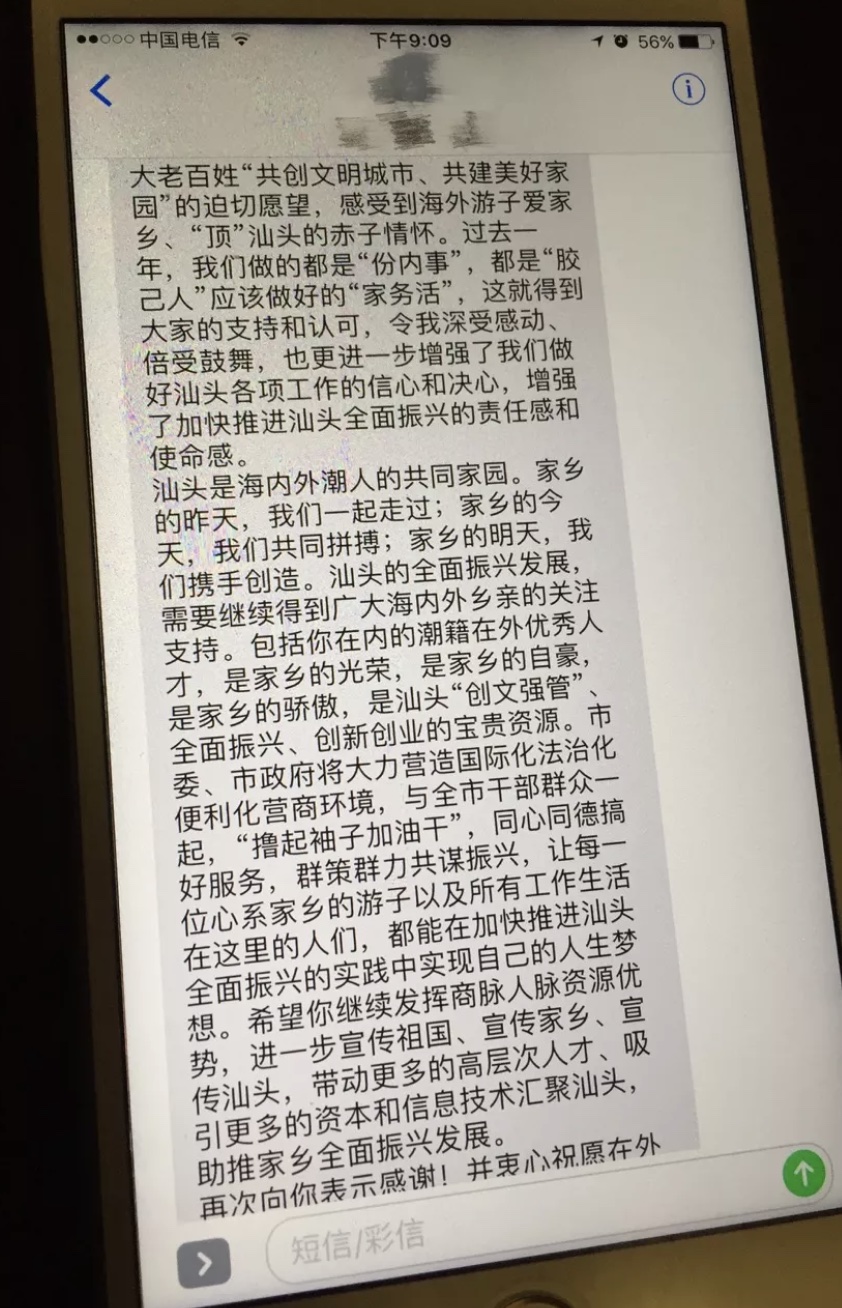 中国电信 下午9:09 56%
大老百姓“共创文明城市、共建美好家
园”的迫切愿望，感受到海外游子爱家
乡、“顶”汕头的赤子情怀。过去一
年，我们做的都是“份内事”，都是“胶
己人”应该做好的“家务活”，这就得到
大家的支持和认可，令我深受感动、
倍受鼓舞，也更进一步增强了我们做
好汕头各项工作的信心和决心，增强
了加快推进汕头全面振兴的责任感和
使命感。
汕头是海内外潮人的共同家园。家乡
的昨天，我们一起走过；家乡的今
天，我们共同拼搏；家乡的明天，我
们携手创造。汕头的全面振兴发展，
需要继续得到广大海内外乡亲的关注
支持。包括你在内的潮籍在外优秀人
才，是家乡的光荣，是家乡的自豪，
是家乡的骄傲，是汕头“创文强管”、
全面振兴、创新创业的宝贵资源。市
委、市政府将大力营造国际化法治化
便利化营商环境，与全市干部群众一
起，“撸起袖子加油干”，同心同德搞
好服务，群策群力共谋振兴，让每一
位心系家乡的游子以及所有工作生活
在这里的人们，都能在加快推进汕头
全面振兴的实践中实现自己的人生梦
想。希望你继续发挥商脉人脉资源优
势，进一步宣传祖国、宣传家乡、宣
传汕头，带动更多的高层次人才、吸
引更多的资本和信息技术汇聚汕头，
助推家乡全面振兴发展。
再次向你表示感谢！并衷心祝愿在外
短信/彩信